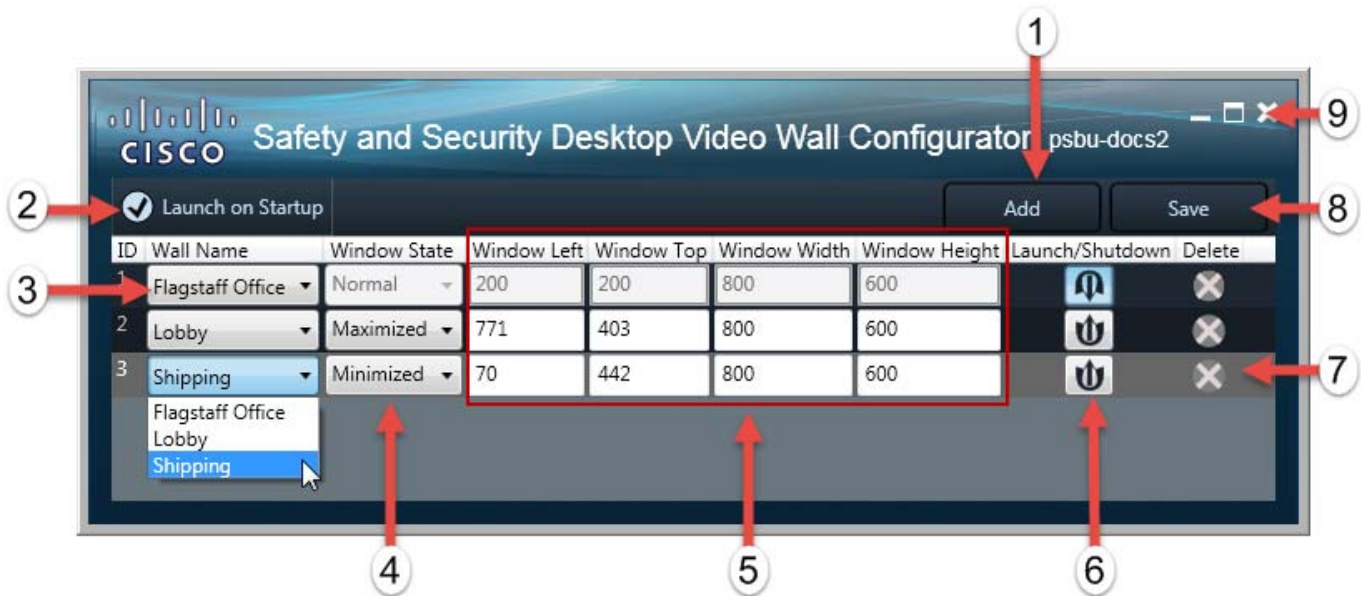 1
CISCO Safety and Security Desktop Video Wall Configurator psbu-docs2 9
2 Launch on Startup Add Save 8
ID Wall Name Window State Window Left Window Top Window Width Window Height Launch/Shutdown Delete
3 1 Flagstaff Office Normal 200 200 800 600
2 Lobby Maximized 771 403 800 600
3 Shipping Minimized 70 442 800 600 7
Flagstaff Office
Lobby
Shipping
4 5 6